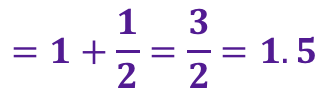 = 1 + 1/2 = 3/2 = 1.5